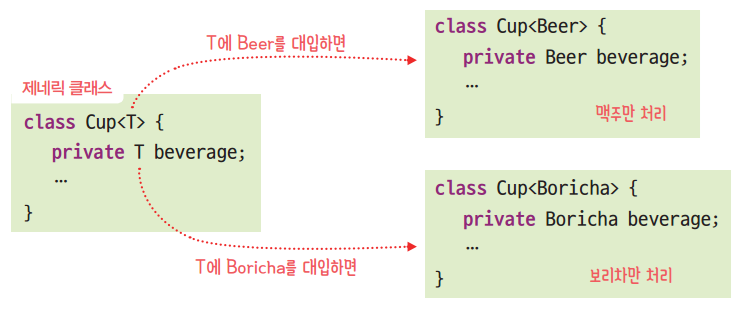 제네릭 클래스
class Cup<T> {
private T beverage;
…
}
T에 Beer를 대입하면
class Cup<Beer> {
private Beer beverage;
…
}
맥주만 처리
T에 Boricha를 대입하면
class Cup<Boricha> {
private Boricha beverage;
…
}
보리차만 처리